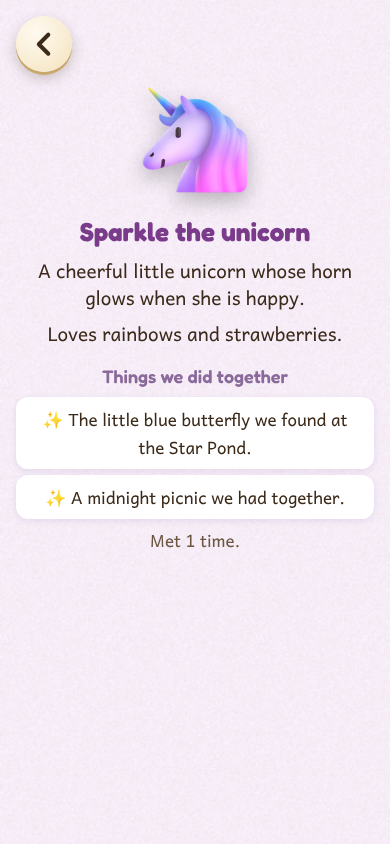 Sparkle the unicorn
A cheerful little unicorn whose horn
glows when she is happy.
Loves rainbows and strawberries.
Things we did together
✨ The little blue butterfly we found at
the Star Pond.
✨ A midnight picnic we had together.
Met 1 time.